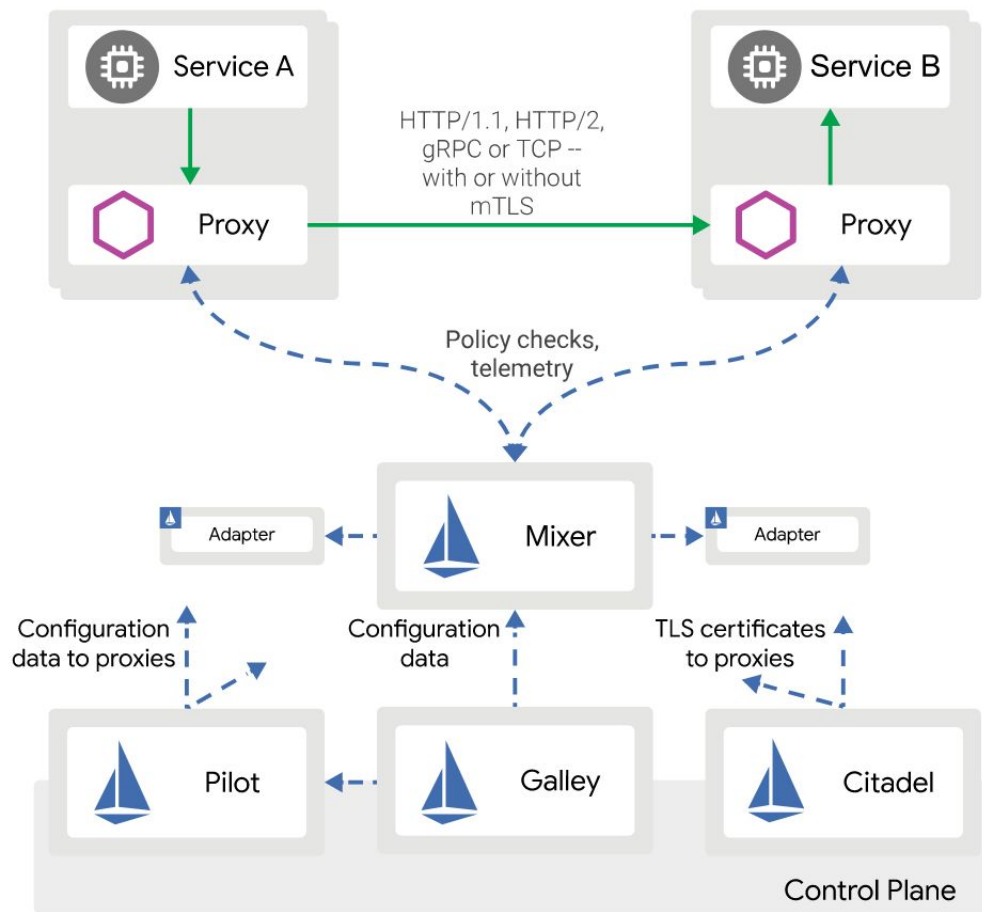 Service A
Service B
HTTP/1.1, HTTP/2,
gRPC or TCP --
with or without
mTLS
Proxy
Proxy
Policy checks,
telemetry
Mixer
Adapter
Adapter
Configuration
data to proxies
Configuration
data
TLS certificates
to proxies
Pilot
Galley
Citadel
Control Plane